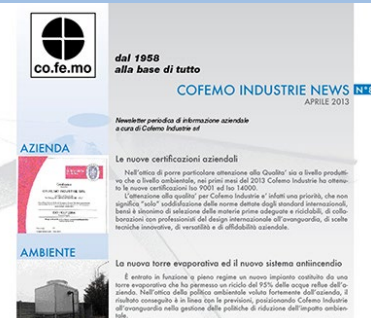 co.fe.mo
dal 1958
alla base di tutto
COFEMO INDUSTRIE NEWS
APRILE 2013
Newsletter periodica di informazione aziendale
a cura di Cofemo Industrie srl
AZIENDA
Le nuove certificazioni aziendali
Nell'ottica di porre particolare attenzione alla Qualita' sia a livello produtti-
vo che a livello ambientale, nei primi mesi del 2013 Cofemo Industrie ha ottenu-
to le nuove certificazioni Iso 9001 ed Iso 14000.
L'attenzione alla qualita' per Cofemo Industrie e' infatti una priorità, che non
significa "solo" soddisfazione delle norme dettate dagli standard internazionali,
bensì è sinonimo di selezione delle materie prime adeguate e riciclabili, di colla-
borazioni con professionisti del design internazionale all'avanguardia, di scelte
tecniche innovative, di versatilità e di affidabilità aziendale.
AMBIENTE
La nuova torre evaporativa ed il nuovo sistema antiincendio
È entrato in funzione a pieno regime un nuovo impianto costituito da una
torre evaporativa che ha permesso un riciclo del 95% delle acque reflue dell'a-
zienda. Nell'ottica della politica ambientale voluta fortemente dall'azienda, il
risultato conseguito è in linea con le previsioni, posizionando Cofemo Industrie
all'avanguardia nella gestione delle politiche di riduzione dell'impatto ambien-
tale.